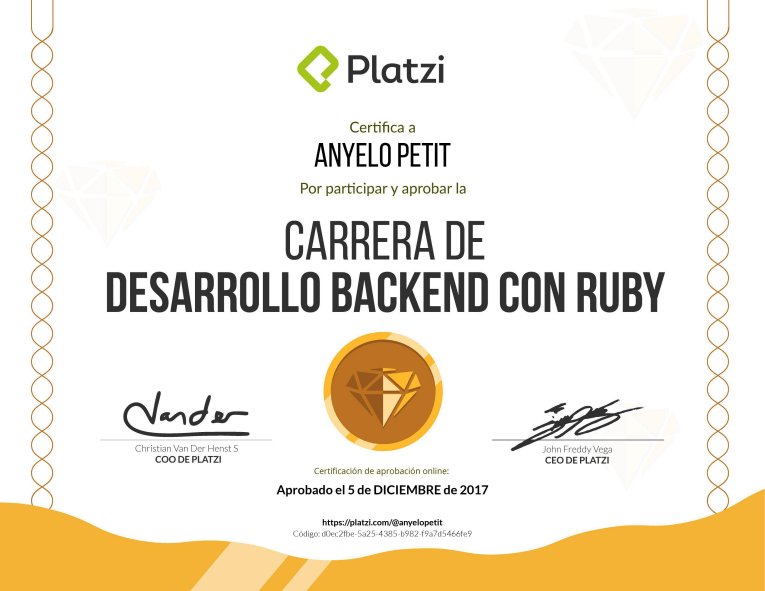 Platzi
Certifica a
ANYELO PETIT
Por participar y aprobar la
CARRERA DE
DESARROLLO BACKEND CON RUBY
Vander
Christian Van Der Henst S
COO DE PLATZI
John Freddy Vega
CEO DE PLATZI
Certificación de aprobación online:
Aprobado el 5 de DICIEMBRE de 2017
https://platzi.com/@anyelopetit
Código: d0ec2fbe-5a25-4385-b982-f9a7d5466fe9